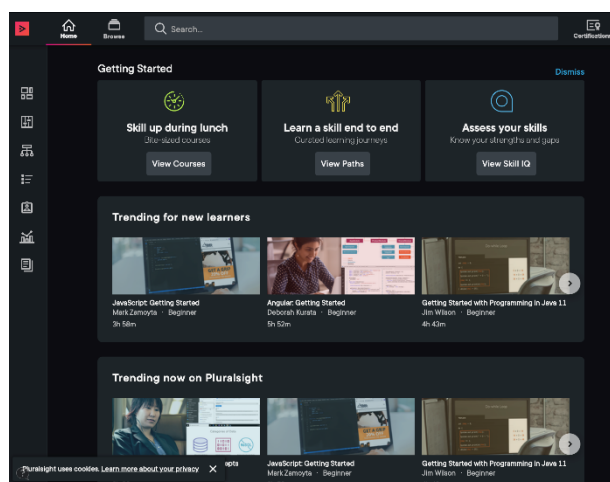 Home
Browse
Search...
Certifications
Getting Started
Dismiss
Skill up during lunch
Bite-sized courses
View Courses
Learn a skill end to end
Curated learning journeys
View Paths
Assess your skills
Know your strengths and gaps
View Skill IQ
Trending for new learners
JavaScript: Getting Started
Mark Zamoyta · Beginner
3h 58m
Angular: Getting Started
Deborah Kurata · Beginner
5h 52m
Getting Started with Programming in Java 11
Jim Wilson · Beginner
4h 43m
Trending now on Pluralsight
epts
JavaScript: Getting Started
Mark Zamoyta · Beginner
Getting Started with Programming in Java 11
Jim Wilson · Beginner
Pluralsight uses cookies. Learn more about your privacy X